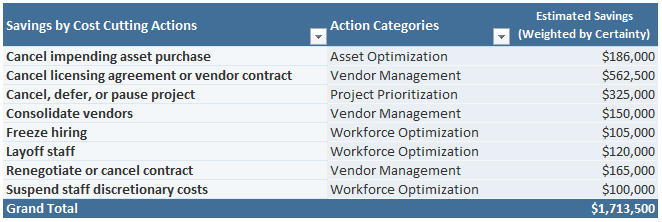 Savings by Cost Cutting Actions Action Categories Estimated Savings (Weighted by Certainty)
Cancel impending asset purchase Asset Optimization $186,000
Cancel licensing agreement or vendor contract Vendor Management $562,500
Cancel, defer, or pause project Project Prioritization $325,000
Consolidate vendors Vendor Management $150,000
Freeze hiring Workforce Optimization $105,000
Layoff staff Workforce Optimization $120,000
Renegotiate or cancel contract Vendor Management $165,000
Suspend staff discretionary costs Workforce Optimization $100,000
Grand Total $1,713,500